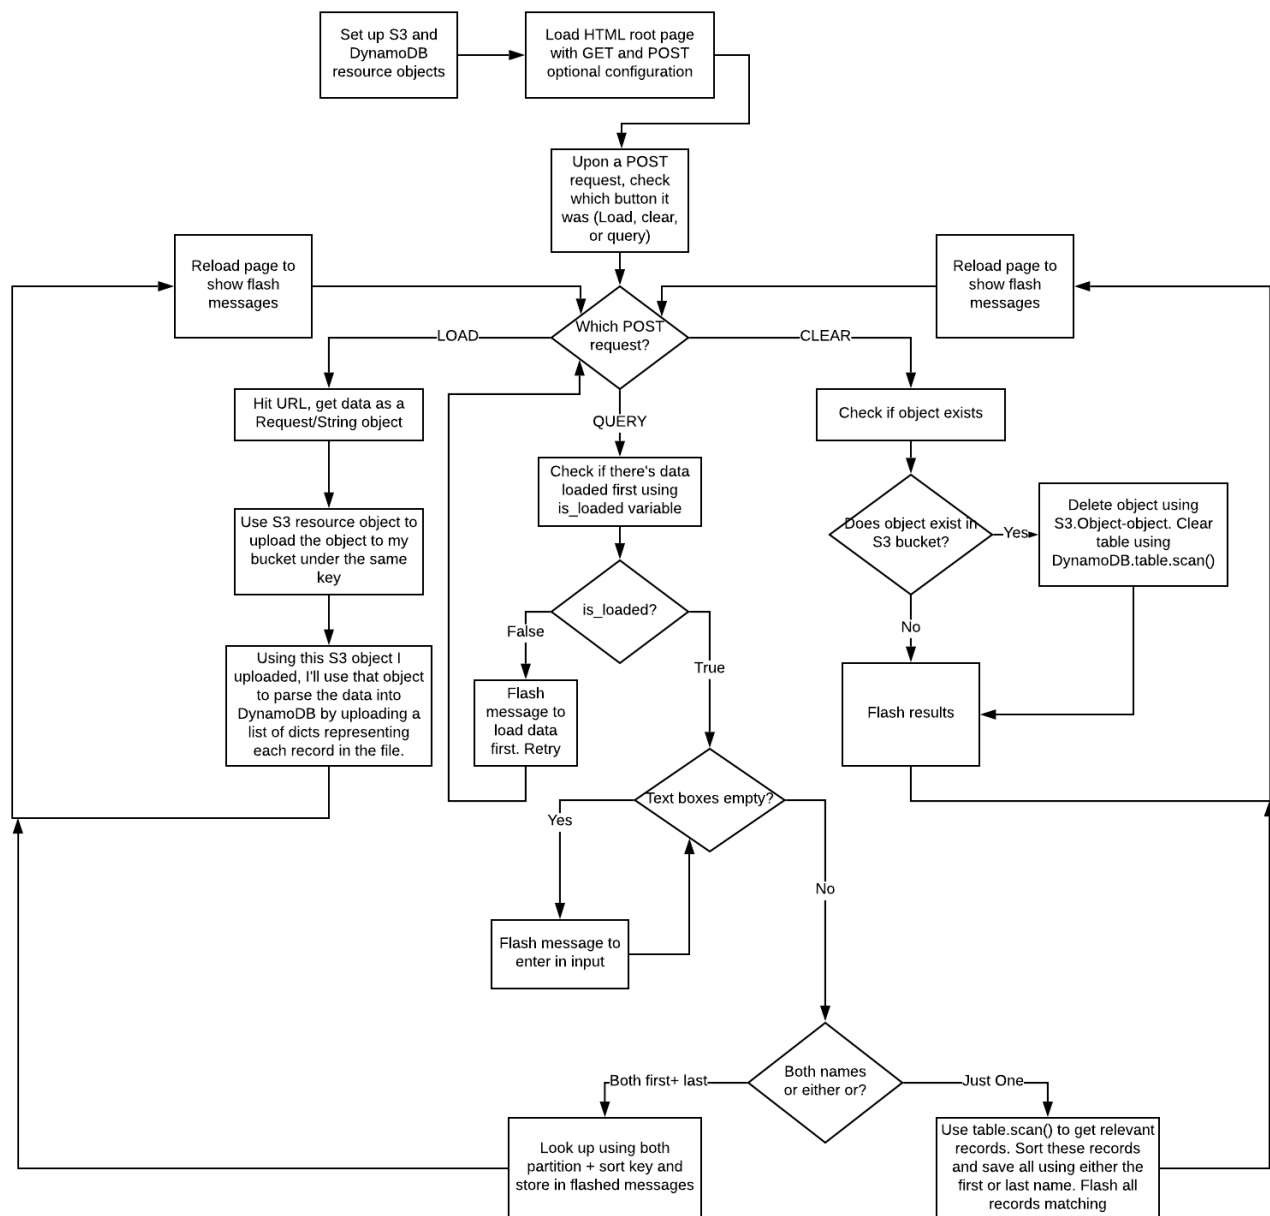 Set up S3 and
DynamoDB
resource objects
Load HTML root page
with GET and POST
optional configuration
Upon a POST
request, check
which button it
was (Load, clear,
or query)
Reload page to
show flash
messages
Reload page to
show flash
messages
Which POST
request?
LOAD
CLEAR
QUERY
Hit URL, get data as a
Request/String object
Check if object exists
Check if there's data
loaded first using
is_loaded variable
Use S3 resource object to
upload the object to my
bucket under the same
key
Does object exist in
S3 bucket?
Yes
Delete object using
S3.Object-object. Clear
table using
DynamoDB.table.scan()
is_loaded?
False
True
No
Using this S3 object I
uploaded, I'll use that object
to parse the data into
DynamoDB by uploading a
list of dicts representing
each record in the file.
Flash
message to
load data
first. Retry
Flash results
Text boxes empty?
Yes
No
Flash message to
enter in input
Both names
or either or?
Both first+ last
Just One
Look up using both
partition + sort key and
store in flashed messages
Use table.scan() to get relevant
records. Sort these records
and save all using either the
first or last name. Flash all
records matching